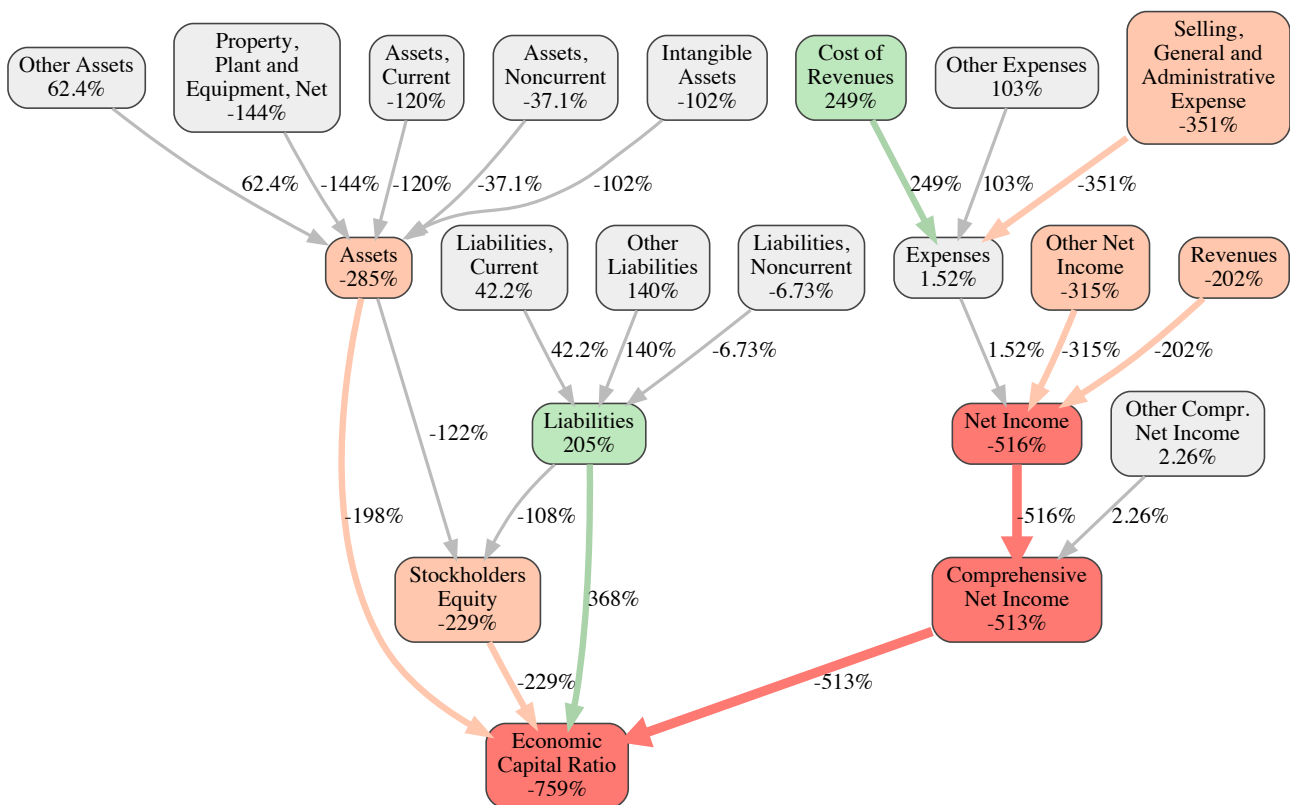 Other Assets
62.4%
Property,
Plant and
Equipment, Net
-144%
Assets,
Current
-120%
Assets,
Noncurrent
-37.1%
Intangible
Assets
-102%
Cost of
Revenues
249%
Other Expenses
103%
Selling,
General and
Administrative
Expense
-351%
62.4%
-144%
-120%
-37.1%
-102%
249%
103%
-351%
Assets
-285%
Liabilities,
Current
42.2%
Other
Liabilities
140%
Liabilities,
Noncurrent
-6.73%
Expenses
1.52%
Other Net
Income
-315%
Revenues
-202%
42.2%
140%
-6.73%
1.52%
-315%
-202%
-122%
Liabilities
205%
Net Income
-516%
Other Compr.
Net Income
2.26%
-198%
-108%
-516%
2.26%
Stockholders
Equity
-229%
368%
Comprehensive
Net Income
-513%
-229%
-513%
Economic
Capital Ratio
-759%